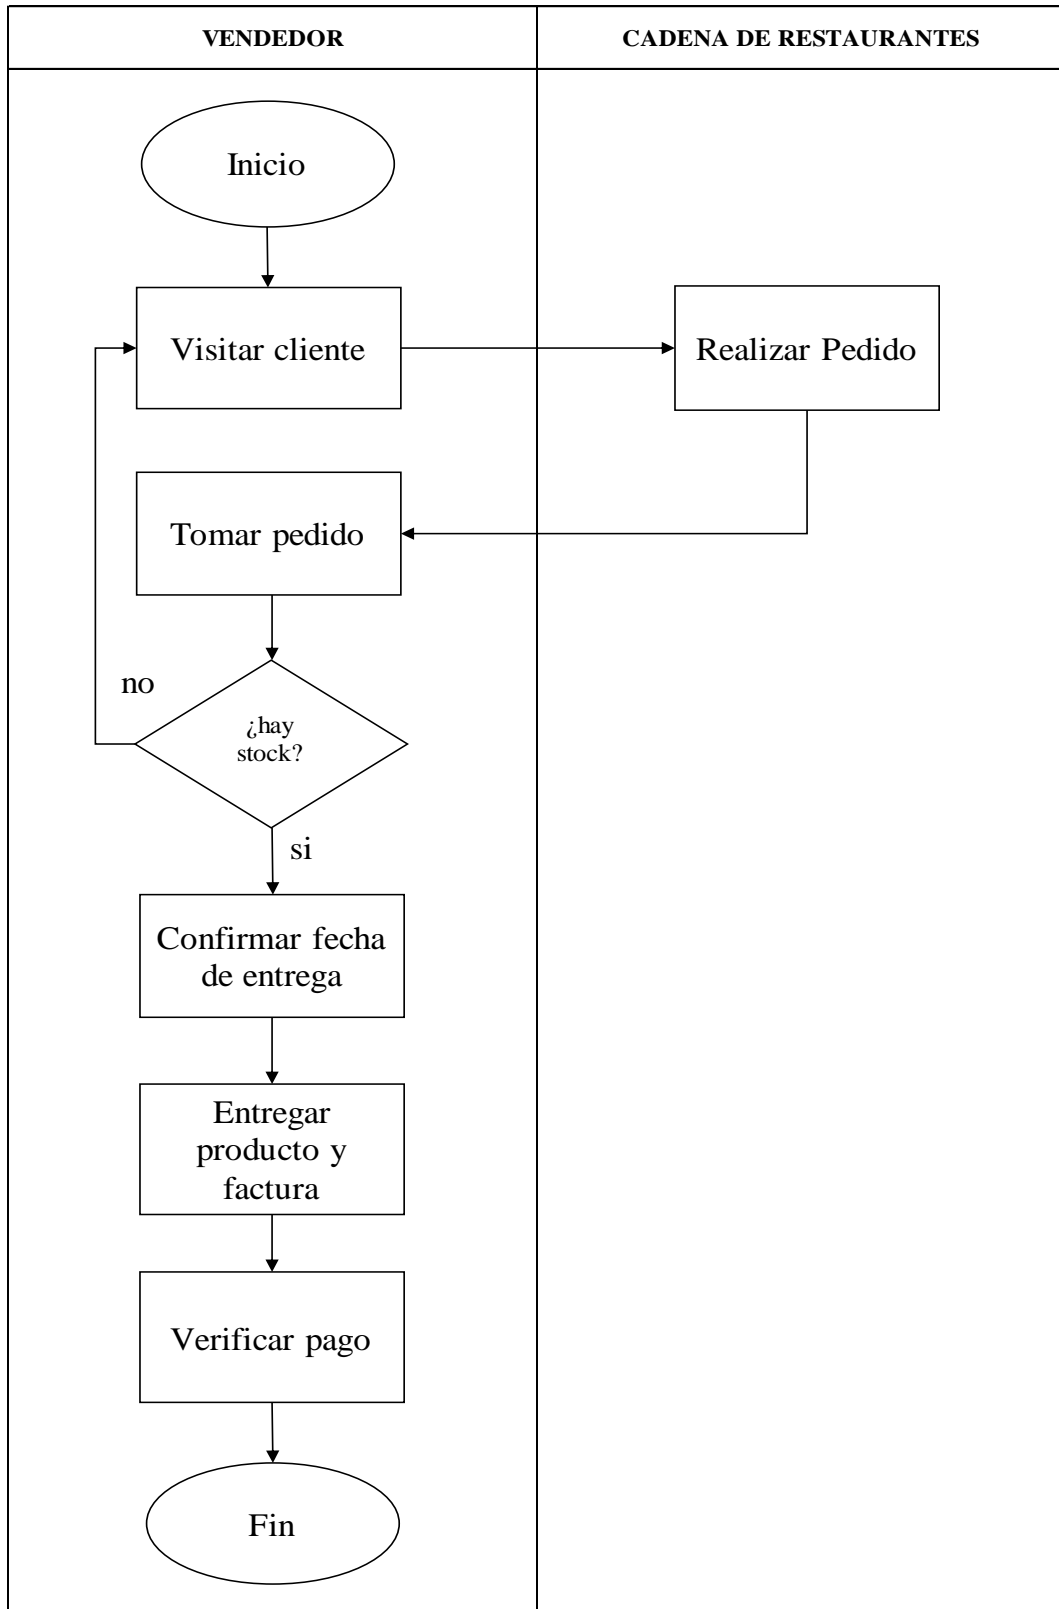 VENDEDOR
CADENA DE RESTAURANTES
Inicio
Visitar cliente
Realizar Pedido
Tomar pedido
no
¿hay
stock?
si
Confirmar fecha
de entrega
Entregar
producto y
factura
Verificar pago
Fin